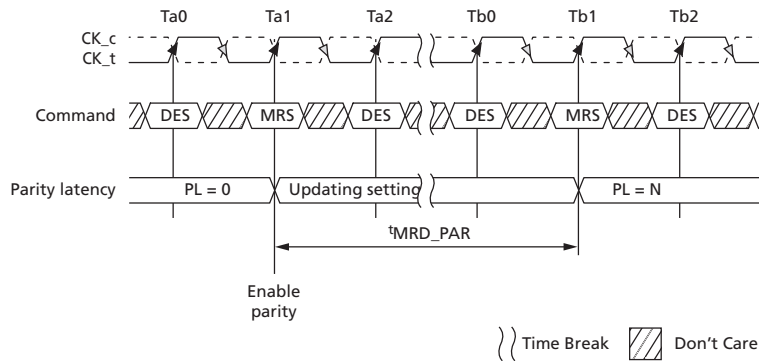 Ta0 Ta1 Ta2 Tb0 Tb1 Tb2
CK_c
CK_t
Command DES MRS DES DES MRS DES
Parity latency PL = 0 Updating setting PL = N
tMRD_PAR
Enable
parity
Time Break Don't Care